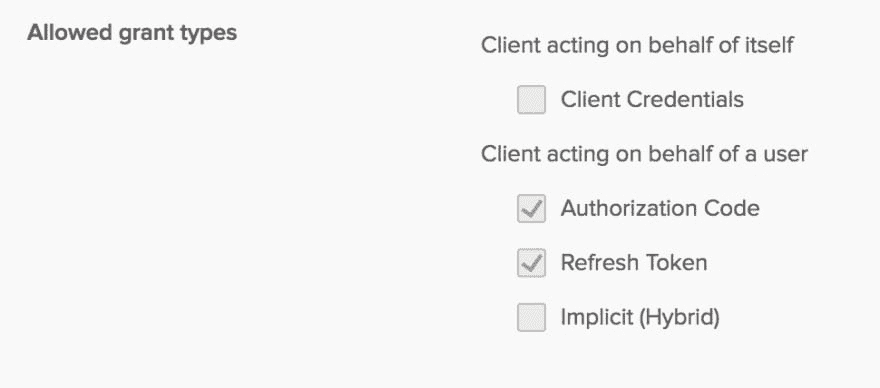 Allowed grant types
Client acting on behalf of itself
Client Credentials
Client acting on behalf of a user
Authorization Code
Refresh Token
Implicit (Hybrid)